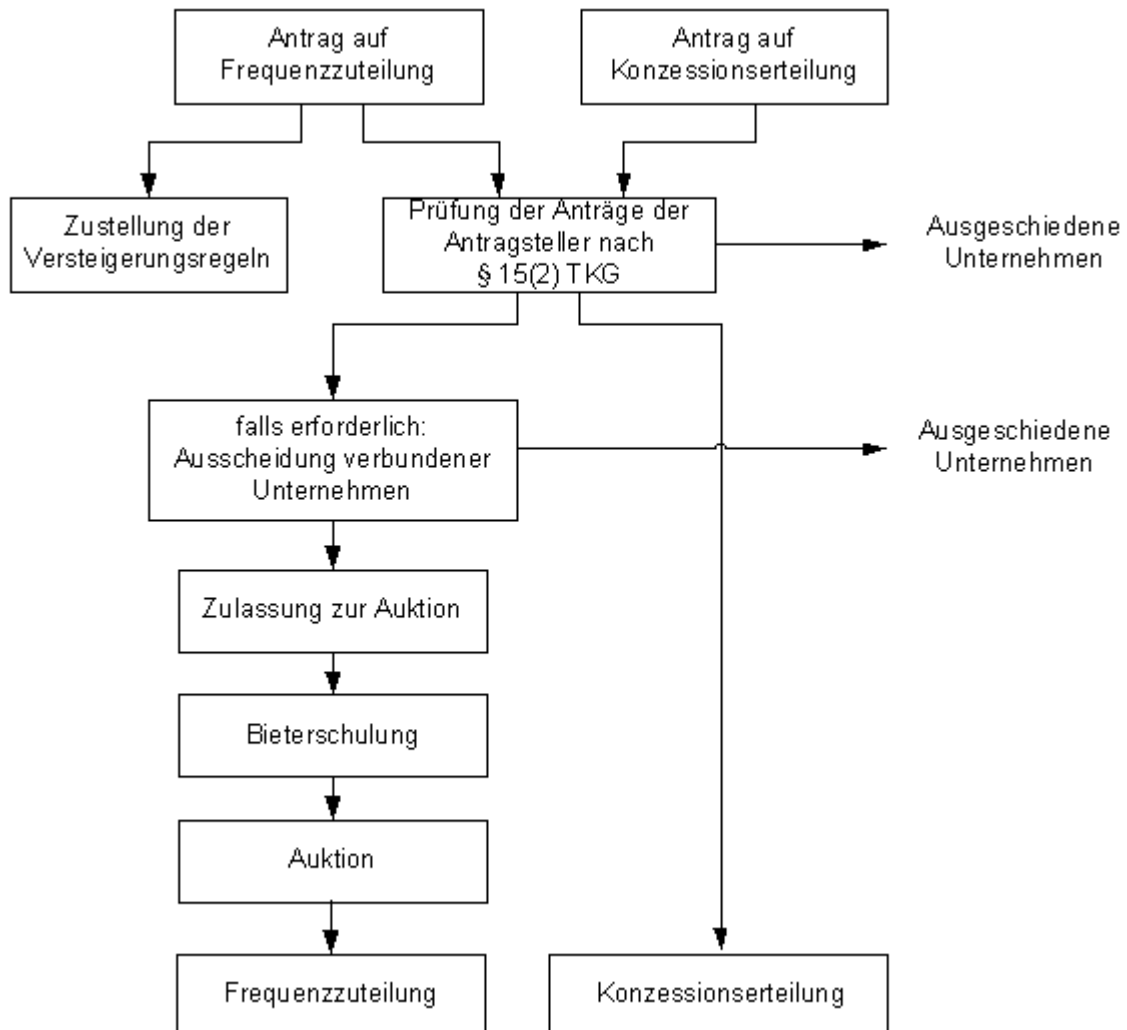 Antrag auf
Frequenzzuteilung
Antrag auf
Konzessionserteilung
Zustellung der
Versteigerungsregeln
Prüfung der Anträge der
Antragsteller nach
§ 15(2) TKG
Ausgeschiedene
Unternehmen
falls erforderlich:
Ausscheidung verbundener
Unternehmen
Ausgeschiedene
Unternehmen
Zulassung zur Auktion
Bieterschulung
Auktion
Frequenzzuteilung
Konzessionserteilung